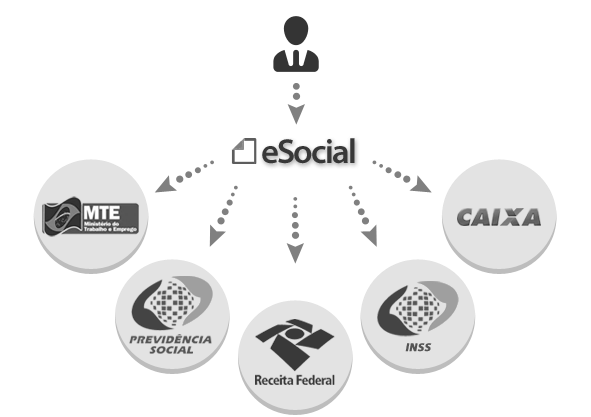 eSocial
MTE
Ministério do
Trabalho e Emprego
CAIXA
PREVIDÊNCIA
SOCIAL
INSS
Receita Federal